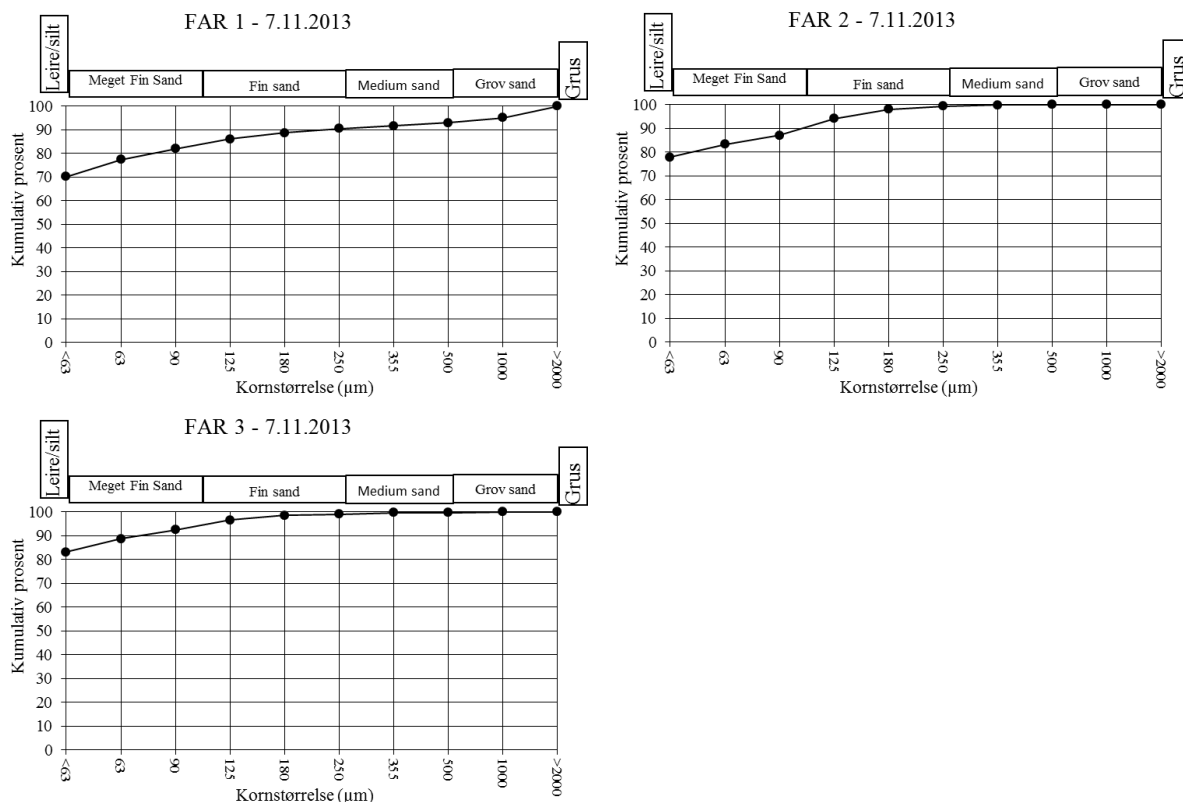 FAR 1 - 7.11.2013
Leire/silt
Meget Fin Sand
Fin sand
Medium sand
Grov sand
Grus
Kumulativ prosent
100
90
80
70
60
50
40
30
20
10
0
<63
63
90
125
180
250
355
500
1000
>2000
Kornstørrelse (µm)
FAR 2 - 7.11.2013
Leire/silt
Meget Fin Sand
Fin sand
Medium sand
Grov sand
Grus
Kumulativ prosent
100
90
80
70
60
50
40
30
20
10
0
<63
63
90
125
180
250
355
500
1000
>2000
Kornstørrelse (µm)
FAR 3 - 7.11.2013
Leire/silt
Meget Fin Sand
Fin sand
Medium sand
Grov sand
Grus
Kumulativ prosent
100
90
80
70
60
50
40
30
20
10
0
<63
63
90
125
180
250
355
500
1000
>2000
Kornstørrelse (µm)